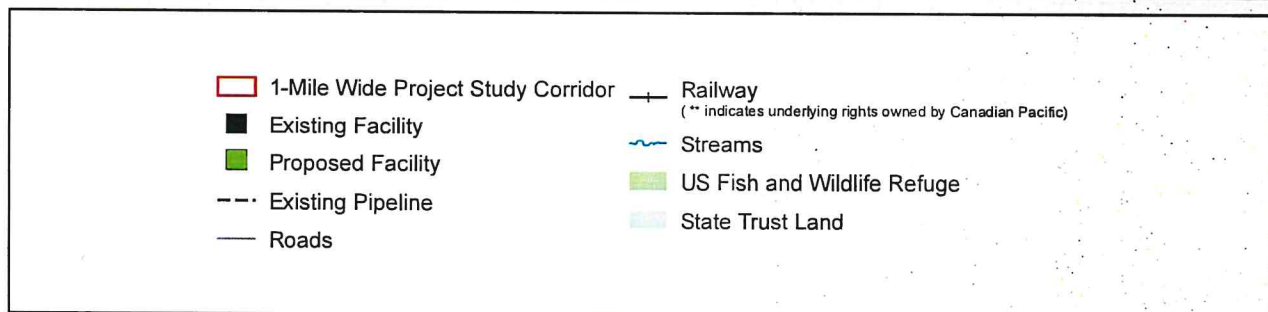 1-Mile Wide Project Study Corridor
Existing Facility
Proposed Facility
Existing Pipeline
Roads
Railway
( ** indicates underlying rights owned by Canadian Pacific)
Streams
US Fish and Wildlife Refuge
State Trust Land